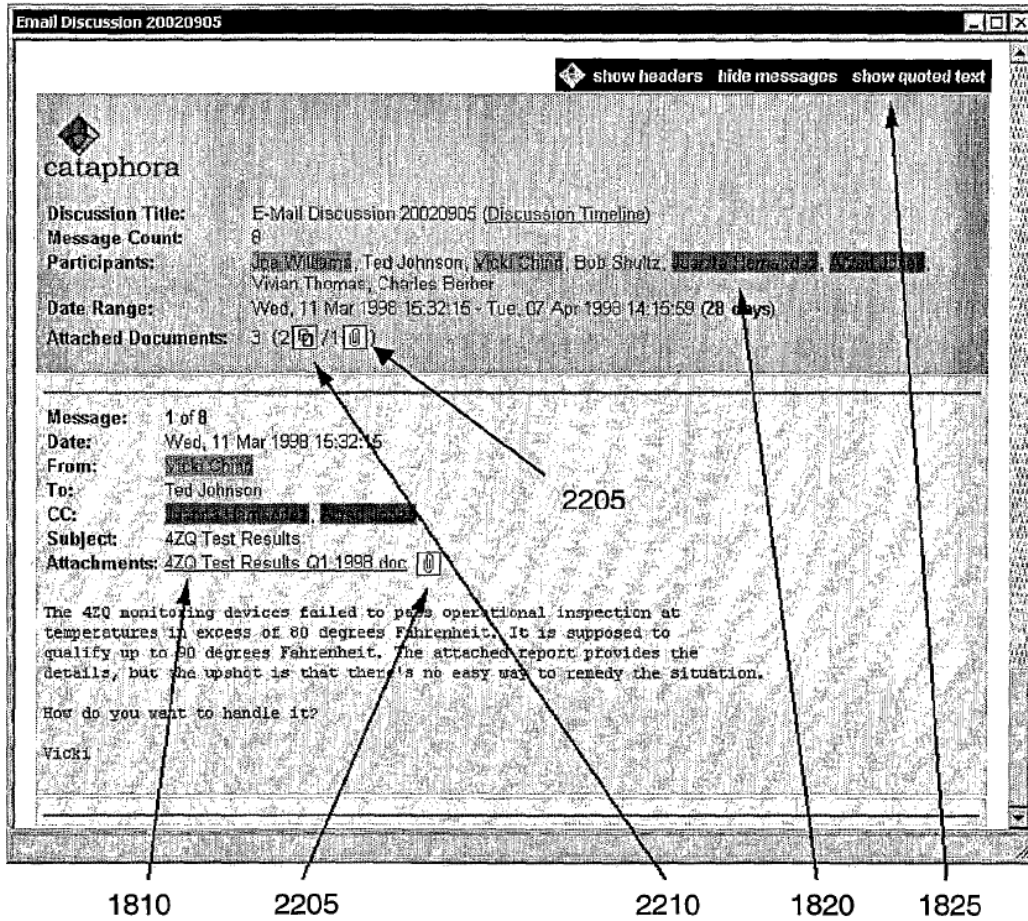 Email Discussion 20020905
show headers hide messages show quoted text
cataphora
Discussion Title: E-Mail Discussion 20020905 (Discussion Timeline)
Message Count: 8
Participants: Joe Williams, Ted Johnson, Vicki Ching, Bob Shultz, Juanita Hernandez,
Vivian Thomas, Charles Berber
Date Range: Wed, 11 Mar 1998 15:32:15 - Tue, 07 Apr 1998 14:15:59 (28 days)
Attached Documents: 3 (2 /1 )
Message: 1 of 8
Date: Wed, 11 Mar 1998 15:32:15
From: Vicki Ching
To: Ted Johnson
CC:
Subject: 4ZQ Test Results
Attachments: 4ZQ Test Results Q1 1998.doc
2205
The 4ZQ monitoring devices failed to pass operational inspection at
temperatures in excess of 80 degrees Fahrenheit. It is supposed to
qualify up to 90 degrees Fahrenheit. The attached report provides the
details, but the upshot is that there's no easy way to remedy the situation.
How do you want to handle it?
Vicki
1810 2205 2210 1820 1825